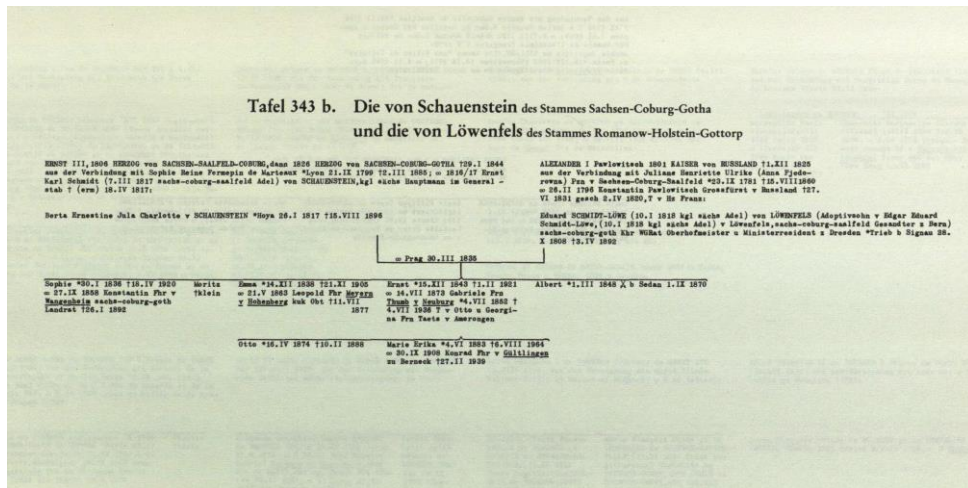 Tafel 343 b. Die von Schauenstein des Stammes Sachsen-Coburg-Gotha
und die von Löwenfels des Stammes Romanow-Holstein-Gottorp
ERNST III, 1806 HERZOG von SACHSEN-SAALFELD-COBURG, dann 1826 HERZOG von SACHSEN-COBURG-GOTHA †29.I 1844
aus der Verbindung mit Sophie Heine Fermepin de Marteaux *Lyon 21.IX 1799 †2.III 1885; ∞ 1816/17 Ernst
Karl Schmidt (7.III 1817 sachs-coburg-saalfeld Adel) von SCHAUENSTEIN, kgl sächs Hauptmann im General -
stab † (erm) 18.IV 1817:
Berta Ernestine Jula Charlotte v SCHAUENSTEIN *Hoya 26.I 1817 †15.VIII 1896
ALEXANDER I Pawlowitsch 1801 KAISER von RUSSLAND †1.XII 1825
aus der Verbindung mit Juliane Henriette Ulrike (Anna Fjodo-
rowna) Prn v Sachsen-Coburg-Saalfeld *23.IX 1781 †15.VIII1860
∞ 26.II 1796 Konstantin Pawlowitsch Grossfürst v Russland †27.
VI 1831 gesch 2.IV 1820, T v Hz Franz:
Eduard SCHMIDT-LÖWE (10.I 1818 kgl sächs Adel) von LÖWENFELS (Adoptivsohn v Edgar Eduard
Schmidt-Löwe, (10.I 1818 kgl sächs Adel) v Löwenfels, sachs-coburg-saalfeld Gesandter z Bern)
sachs-coburg-goth Khr WGRat Oberhofmeister u Ministerresident z Dresden *Trieb b Signau 28.
X 1808 †3.IV 1892
∞ Prag 30.III 1835
Sophie *30.I 1836 †18.IV 1920
∞ 27.IX 1858 Konstantin Fhr v
Wangenheim sachs-coburg-goth
Landrat †26.I 1892
Moritz
†klein
Emma *14.XII 1838 †21.XI 1905
∞ 21.V 1863 Leopold Fhr Mayern
v Hohenberg kuk Obt †11.VII
1877
Ernst *15.XII 1843 †1.II 1921
∞ 14.VII 1873 Gabriele Frn
Thumb v Neuburg *4.VII 1852 †
4.VII 1936 T v Otto u Georgi-
na Frn Taets v Amerongen
Albert *1.III 1848 ⚔ b Sedan 1.IX 1870
Otto *16.IV 1874 †10.II 1888
Marie Erika *4.VI 1883 †6.VIII 1964
∞ 30.IX 1908 Konrad Fhr v Gültlingen
zu Berneck †27.II 1939